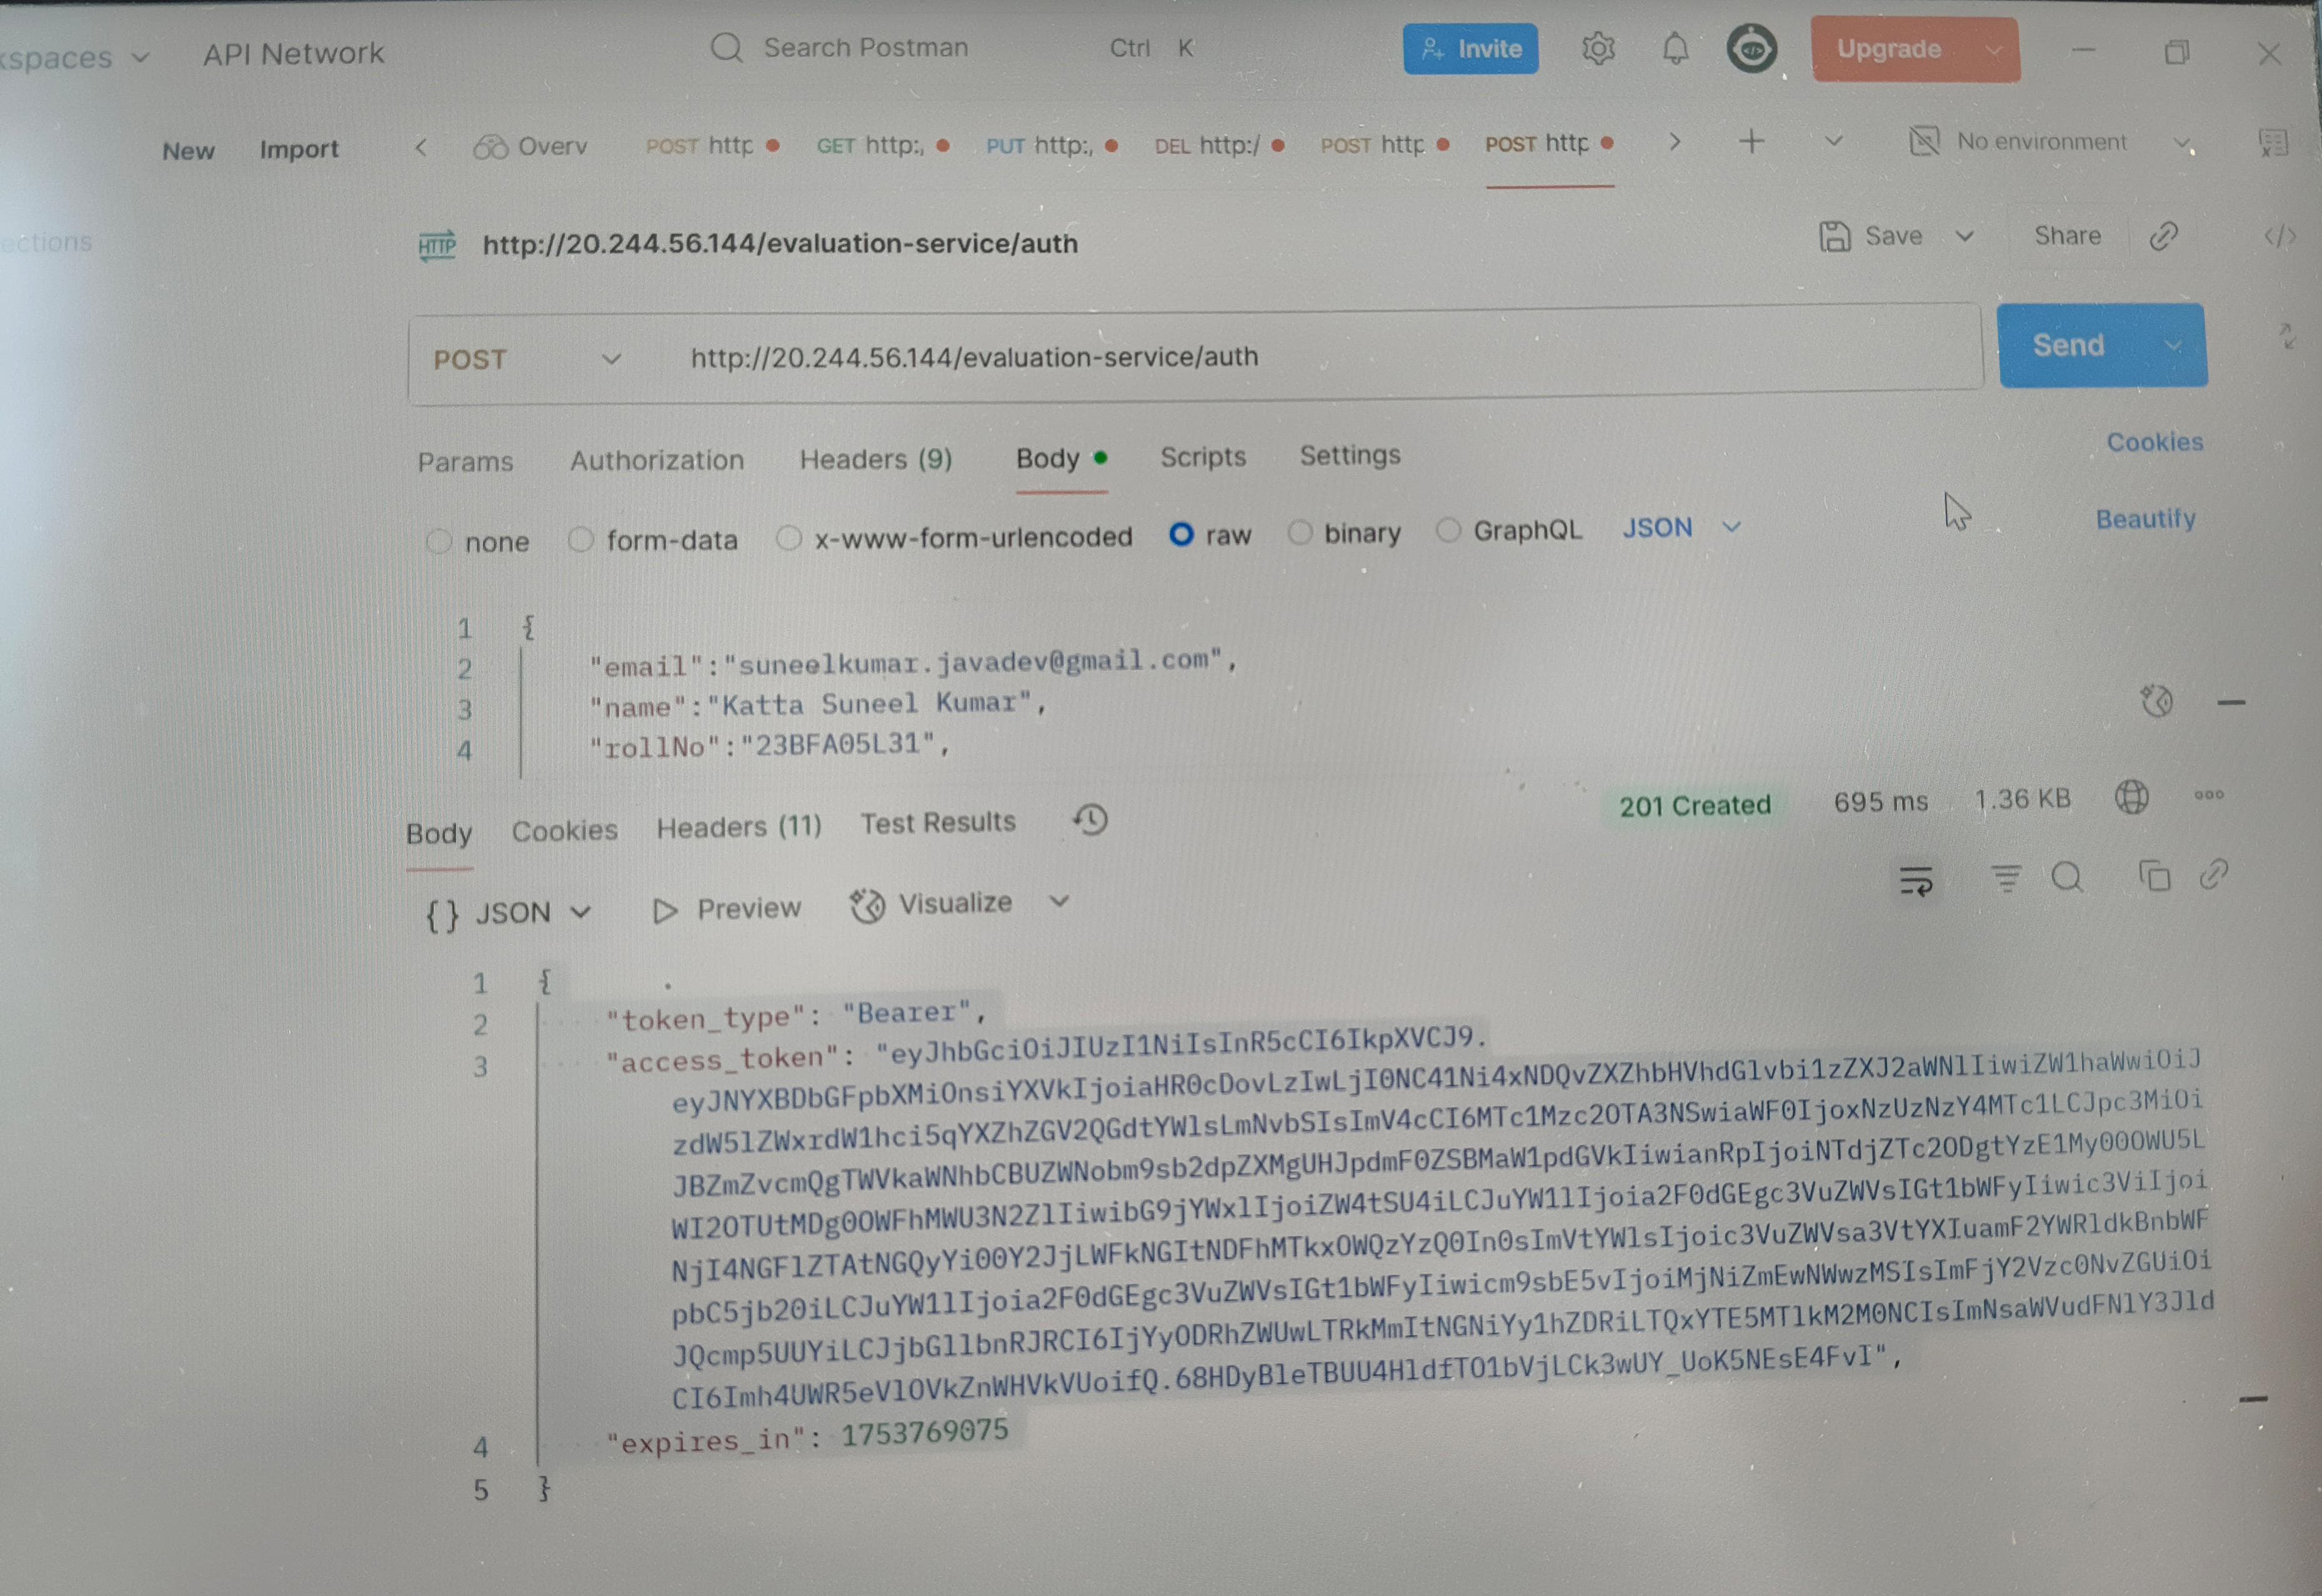 kspaces API Network Search Postman Ctrl K Invite Upgrade
New Import Overv POST http GET http:, PUT http:, DEL http:/ POST http POST http No environment
ections
HTTP http://20.244.56.144/evaluation-service/auth Save Share </>
POST http://20.244.56.144/evaluation-service/auth Send
Params Authorization Headers (9) Body Scripts Settings Cookies
none form-data x-www-form-urlencoded raw binary GraphQL JSON Beautify
1 {
2 "email":"suneelkumar.javadev@gmail.com",
3 "name":"Katta Suneel Kumar",
4 "rollNo":"23BFA05L31",
Body Cookies Headers (11) Test Results 201 Created 695 ms 1.36 KB
{} JSON Preview Visualize
1 {
2 "token_type": "Bearer",
3 "access_token": "eyJhbGciOiJIUzI1NiIsInR5cCI6IkpXVCJ9.
eyJNYXBDbGFpbXMiOnsiYXVkIjoiaHR0cDovLzIwLjI0NC41Ni4xNDQvZXZhbHVhdGlvbi1zZXJ2aWNlIiwiZW1haWwiOiJ
zdW5lZWxrdW1hci5qYXZhZGV2QGdtYWlsLmNvbSIsImV4cCI6MTc1Mzc2OTA3NSwiaWF0IjoxNzUzNzY4MTc1LCJpc3MiOi
JBZmZvcmQgTWVkaWNhbCBUZWNobm9sb2dpZXMgUHJpdmF0ZSBMaW1pdGVkIiwianRpIjoiNTdjZTc2ODgtYzE1My00OWU5L
WI2OTUtMDg0OWFhMWU3N2ZlIiwibG9jYWxlIjoiZW4tSU4iLCJuYW1lIjoia2F0dGEgc3VuZWVsIGt1bWFyIiwic3ViIjoi
NjI4NGFlZTAtNGQyYi00Y2JjLWFkNGItNDFhMTkxOWQzYzQ0In0sImVtYWlsIjoic3VuZWVsa3VtYXIuamF2YWRldkBnbWF
pbC5jb20iLCJuYW1lIjoia2F0dGEgc3VuZWVsIGt1bWFyIiwicm9sbE5vIjoiMjNiZmEwNWwzMSIsImFjY2Vzc0NvZGUiOi
JQcmp5UUYiLCJjbGllbnRJRCI6IjYyODRhZWUwLTRkMmItNGNiYy1hZDRiLTQxYTE5MTlkM2M0NCIsImNsaWVudFNlY3JldCI6Imh4UWR5eVlOVkZnWHVkVUoifQ.68HDyBleTBUU4HldfTO1bVjLCk3wUY_UoK5NEsE4FvI",
4 "expires_in": 1753769075
5 }